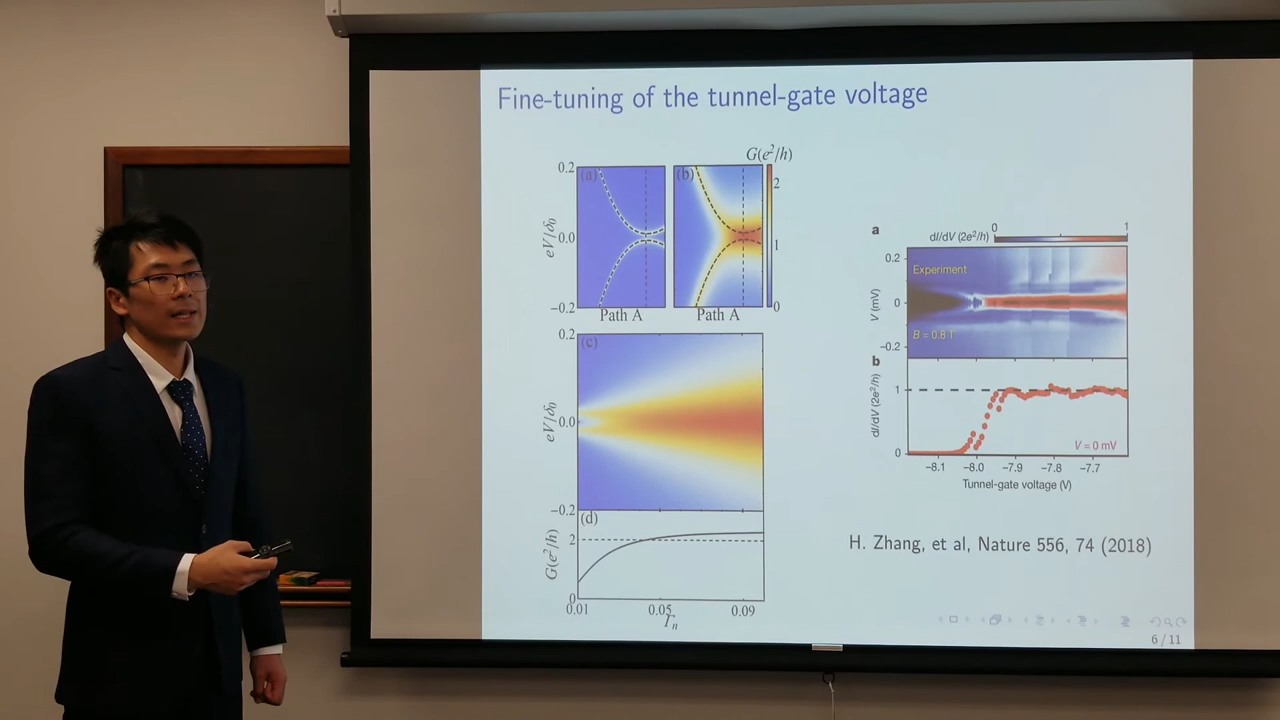 Fine-tuning of the tunnel-gate voltage
G(e²/h)
0.2
(a)
(b)
2
eV/δ₀
0.0
1
−0.2
0
Path A
Path A
0.2
(c)
eV/δ₀
0.0
−0.2
(d)
G(e²/h)
2
0
0.01
0.05
0.09
Γₙ
a
dI/dV (2e²/h)
0
1
0.2
Experiment
V (mV)
0
B = 0.8 T
−0.2
b
dI/dV (2e²/h)
1
V = 0 mV
0
−8.1
−8.0
−7.9
−7.8
−7.7
Tunnel-gate voltage (V)
H. Zhang, et al, Nature 556, 74 (2018)
6 / 11